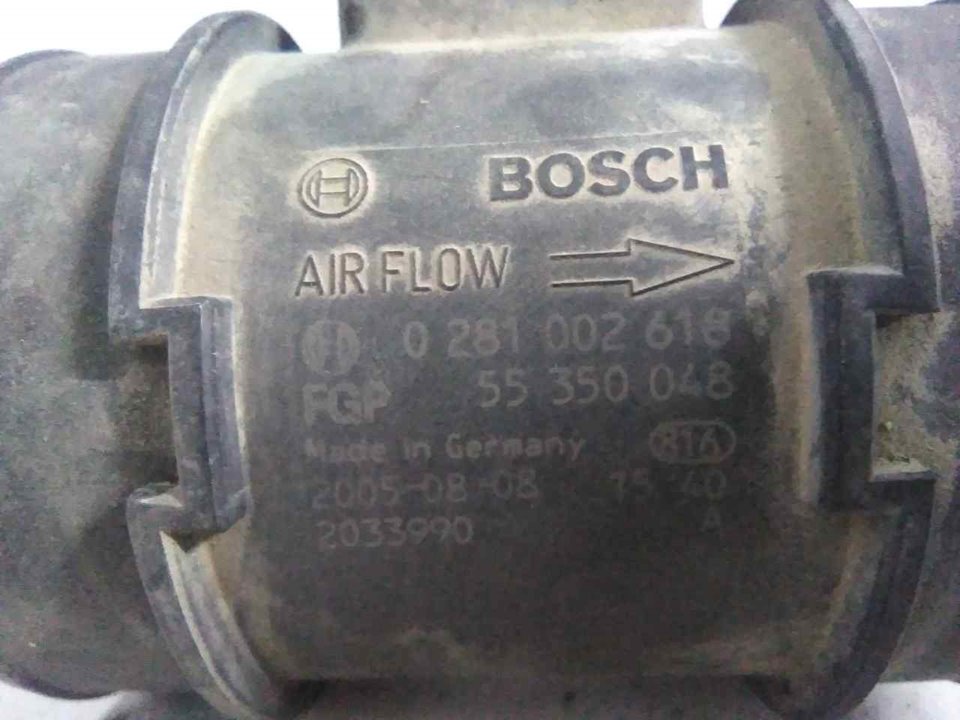 BOSCH
AIR FLOW
0 281 002 618
FGP 55 350 048
Made in Germany 816
2005-08-08 75 40
2033990 A